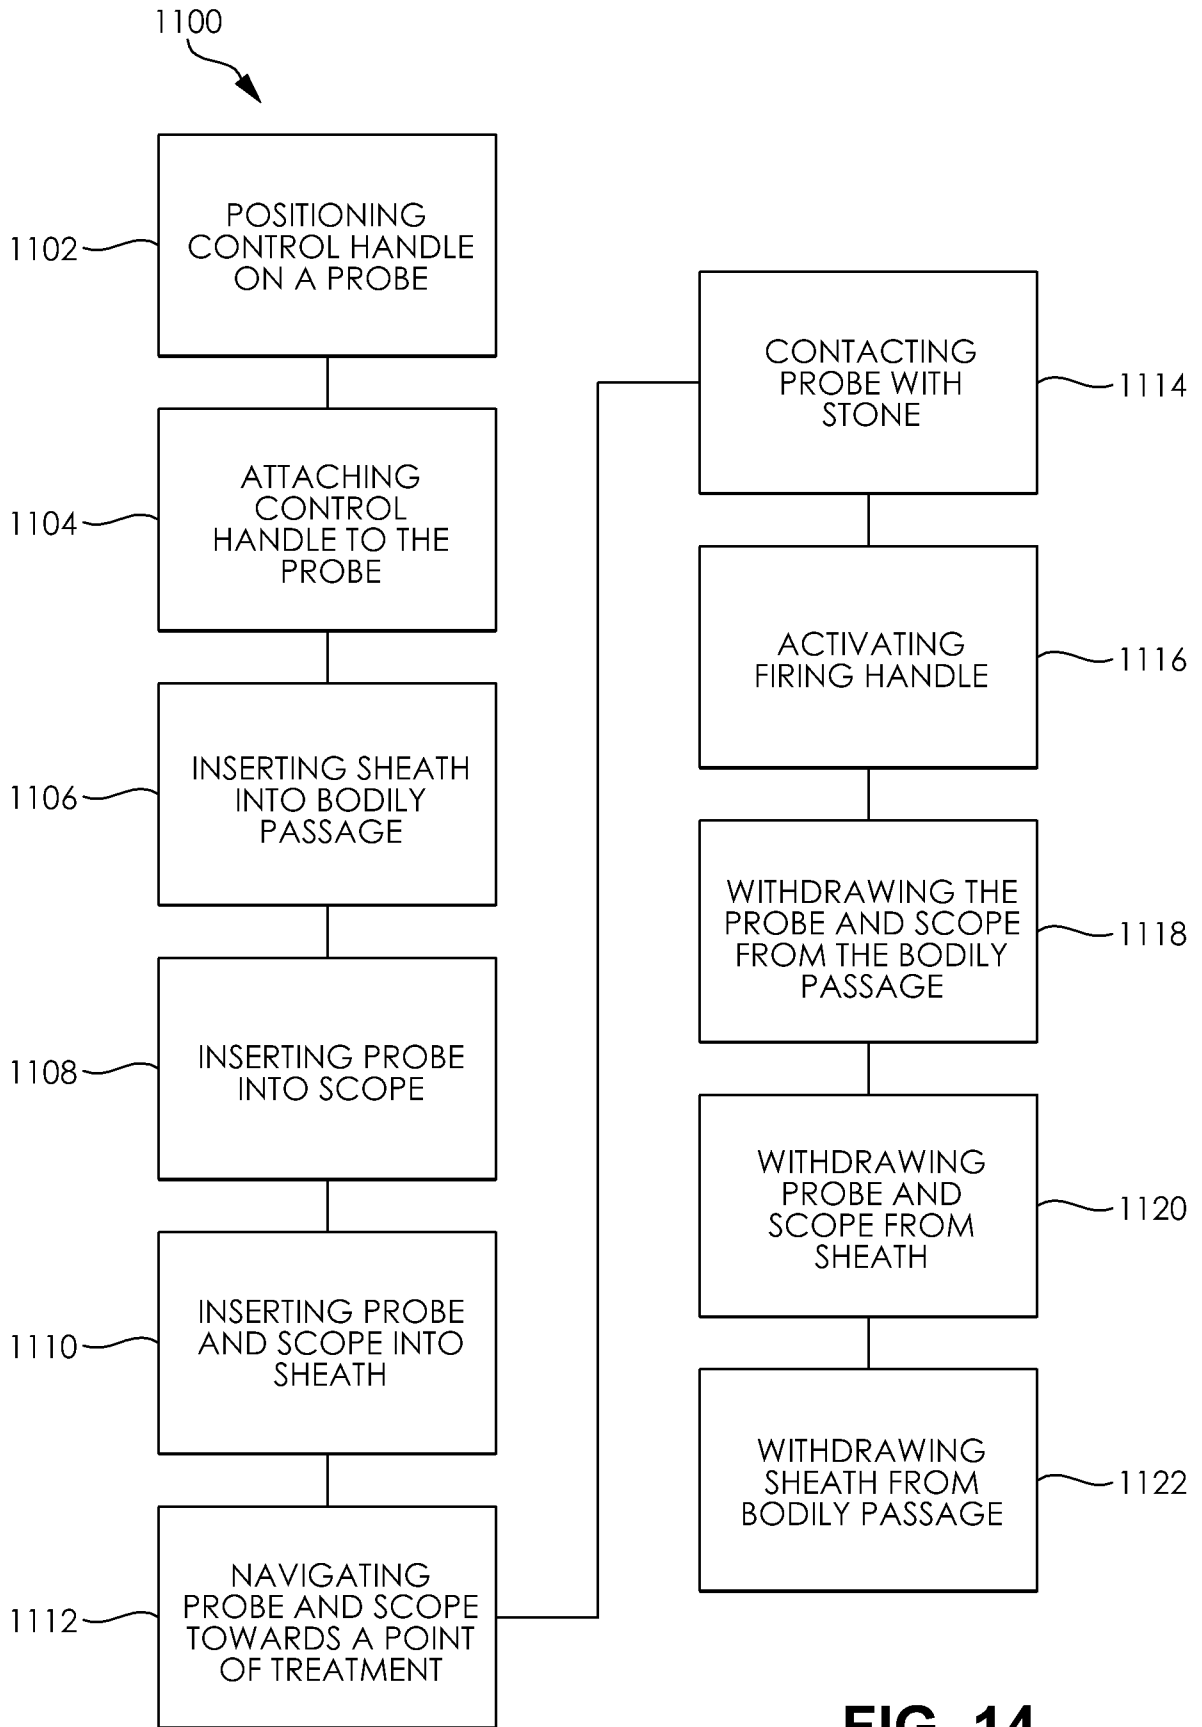 1100
1102
POSITIONING
CONTROL HANDLE
ON A PROBE
1104
ATTACHING
CONTROL
HANDLE TO THE
PROBE
1106
INSERTING SHEATH
INTO BODILY
PASSAGE
1108
INSERTING PROBE
INTO SCOPE
1110
INSERTING PROBE
AND SCOPE INTO
SHEATH
1112
NAVIGATING
PROBE AND SCOPE
TOWARDS A POINT
OF TREATMENT
CONTACTING
PROBE WITH
STONE
1114
ACTIVATING
FIRING HANDLE
1116
WITHDRAWING THE
PROBE AND SCOPE
FROM THE BODILY
PASSAGE
1118
WITHDRAWING
PROBE AND
SCOPE FROM
SHEATH
1120
WITHDRAWING
SHEATH FROM
BODILY PASSAGE
1122
FIG. 14